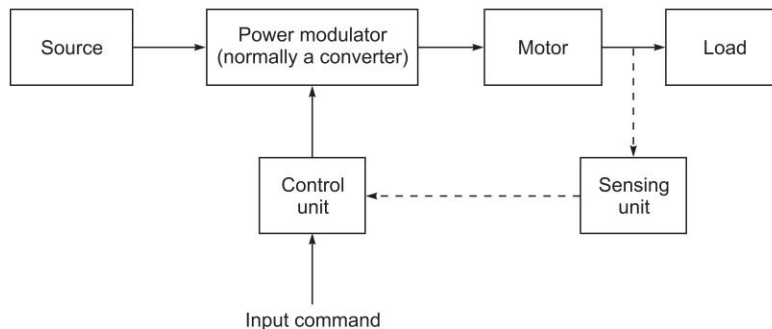 Source
Power modulator
(normally a converter)
Motor
Load
Control
unit
Sensing
unit
Input command